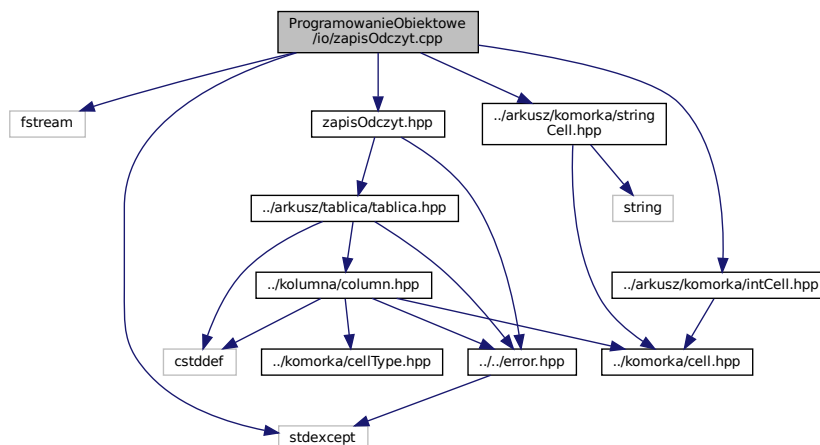 ProgramowanieObiektowe
/io/zapisOdczyt.cpp
fstream
zapisOdczyt.hpp
../arkusz/komorka/string
Cell.hpp
../arkusz/tablica/tablica.hpp
string
../kolumna/column.hpp
../arkusz/komorka/intCell.hpp
cstddef
../komorka/cellType.hpp
../../error.hpp
../komorka/cell.hpp
stdexcept